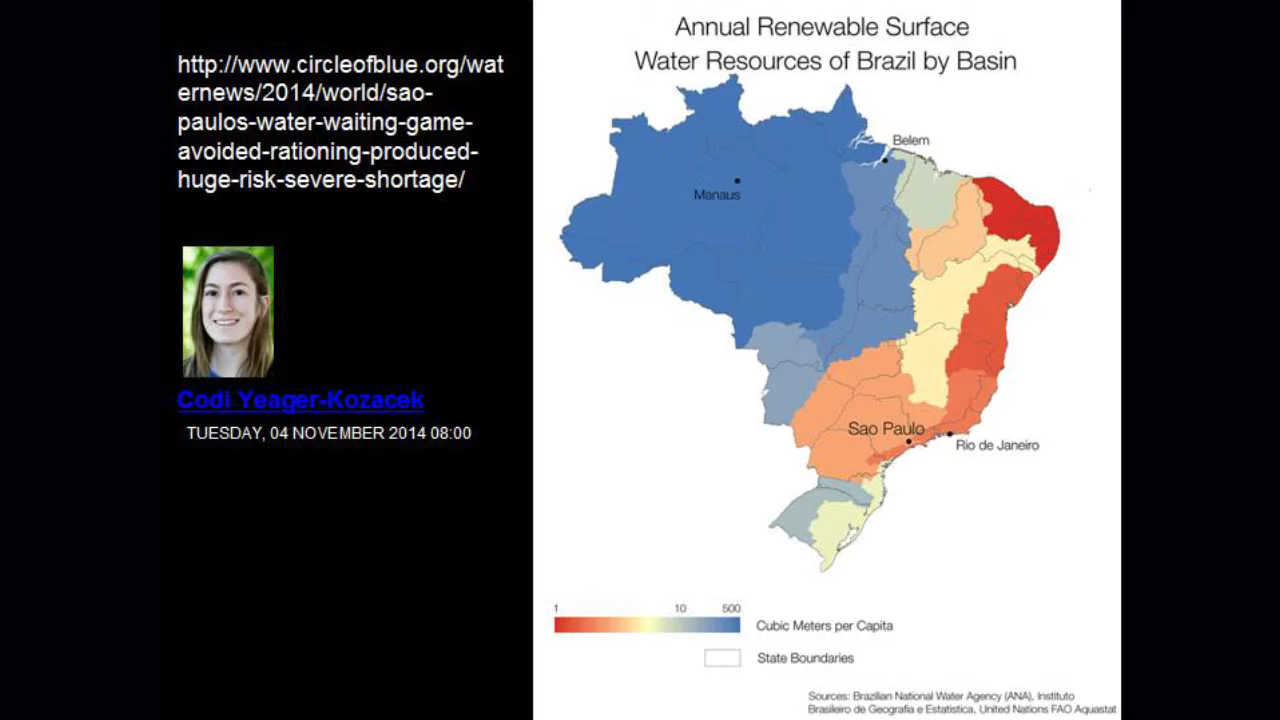 http://www.circleofblue.org/wat
ernews/2014/world/sao-
paulos-water-waiting-game-
avoided-rationing-produced-
huge-risk-severe-shortage/
Codi Yeager-Kozacek
TUESDAY, 04 NOVEMBER 2014 08:00
Annual Renewable Surface
Water Resources of Brazil by Basin
Belem
Manaus
Sao Paulo
Rio de Janeiro
1 10 500
Cubic Meters per Capita
State Boundaries
Sources: Brazilian National Water Agency (ANA), Instituto
Brasileiro de Geografia e Estatistica, United Nations FAO Aquastat